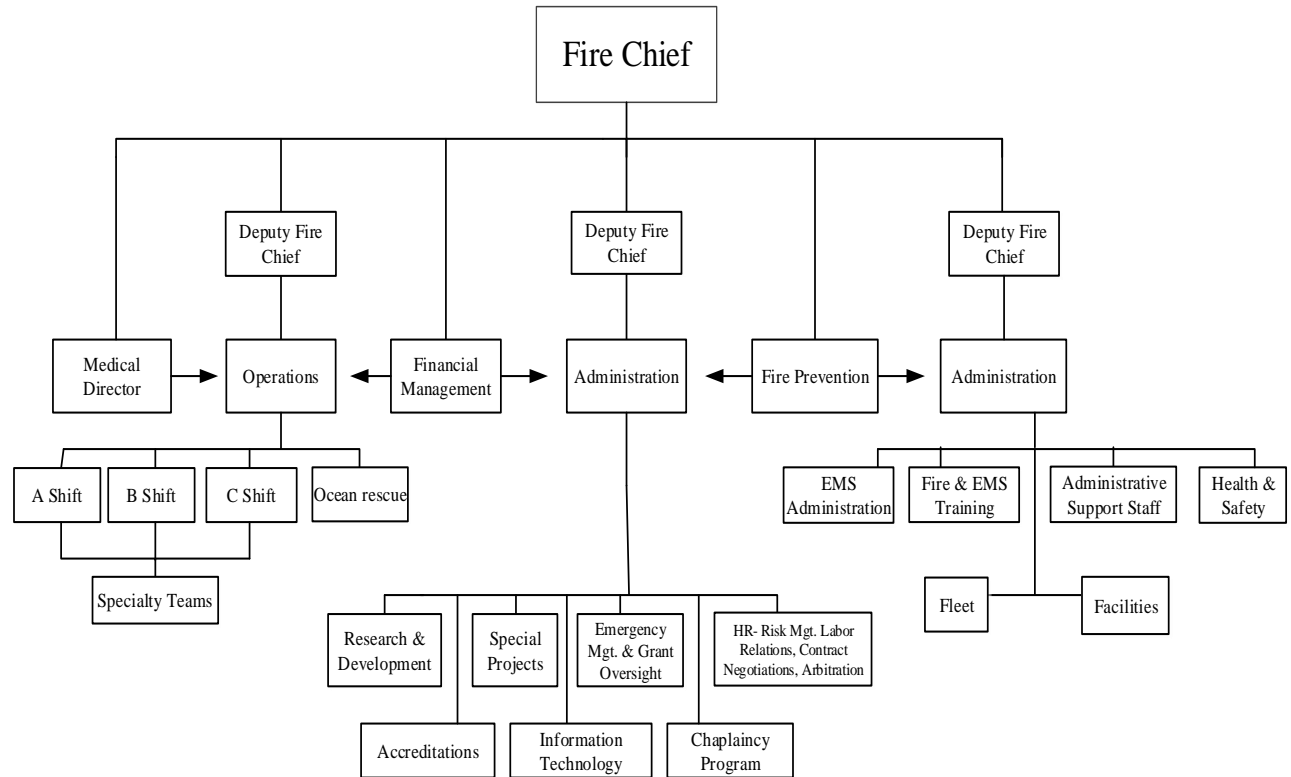 Fire Chief
Deputy Fire
Chief
Deputy Fire
Chief
Deputy Fire
Chief
Medical
Director
Operations
Financial
Management
Administration
Fire Prevention
Administration
A Shift
B Shift
C Shift
Ocean rescue
EMS
Administration
Fire & EMS
Training
Administrative
Support Staff
Health &
Safety
Specialty Teams
Fleet
Facilities
Research &
Development
Special
Projects
Emergency
Mgt. & Grant
Oversight
HR- Risk Mgt. Labor
Relations, Contract
Negotiations, Arbitration
Accreditations
Information
Technology
Chaplaincy
Program